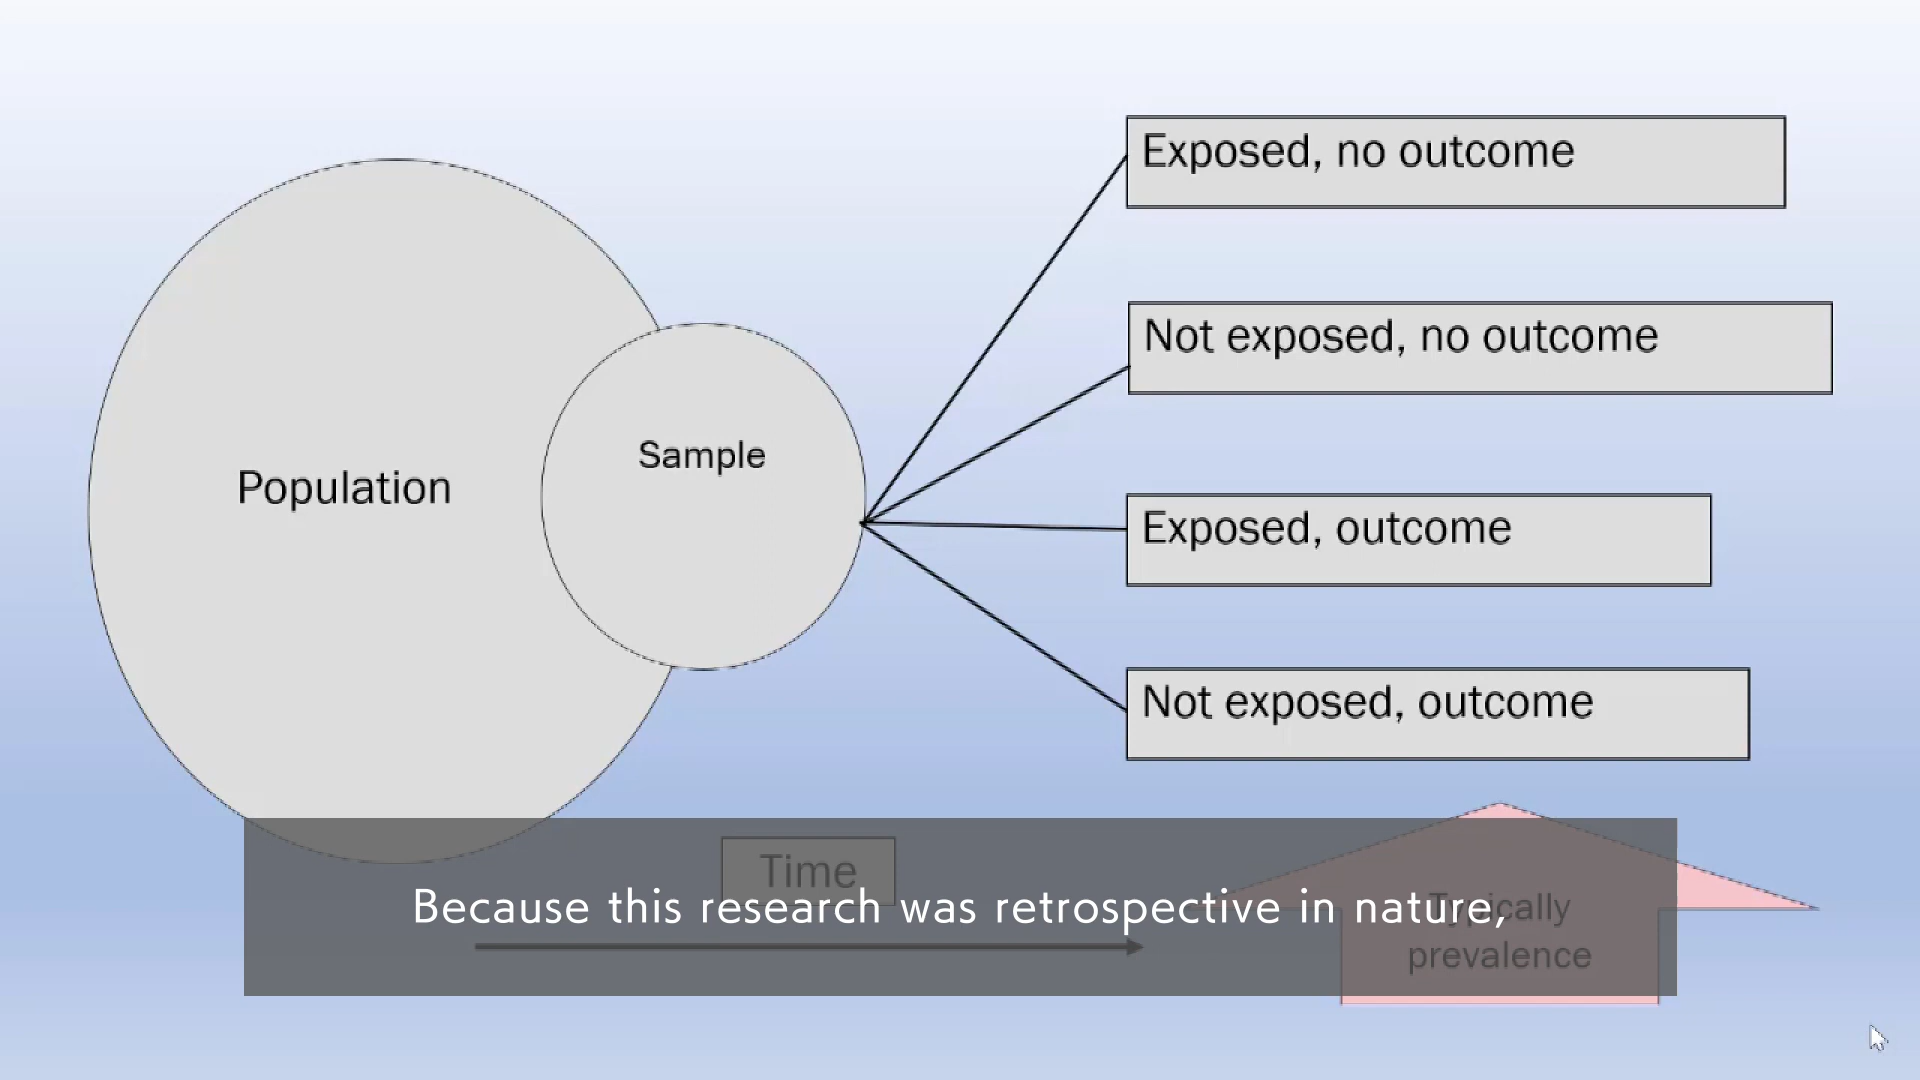 Exposed, no outcome
Not exposed, no outcome
Sample
Population
Exposed, outcome
Not exposed, outcome
Time
Because this research was retrospective in nature,
Typically
prevalence